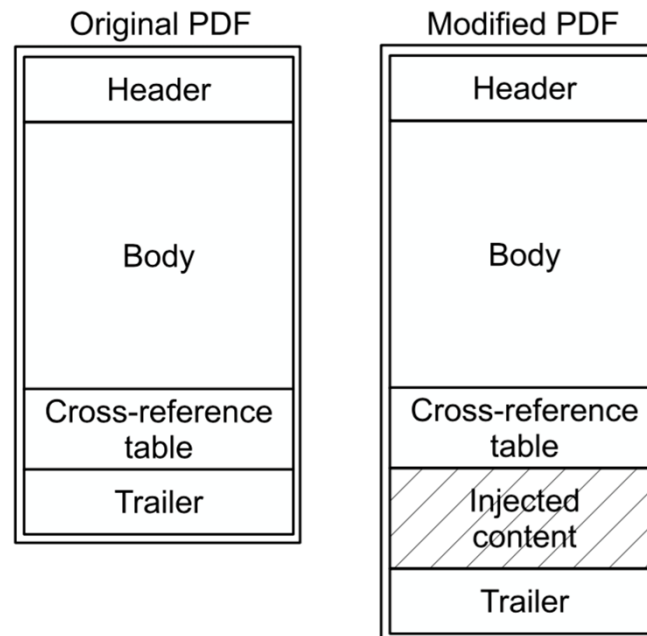 Original PDF
Header
Body
Cross-reference
table
Trailer
Modified PDF
Header
Body
Cross-reference
table
Injected
content
Trailer